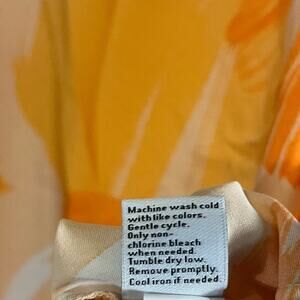 Machine wash cold
with like colors.
Gentle cycle.
Only non-
chlorine bleach
when needed.
Tumble dry low.
Remove promptly.
Cool iron if needed.